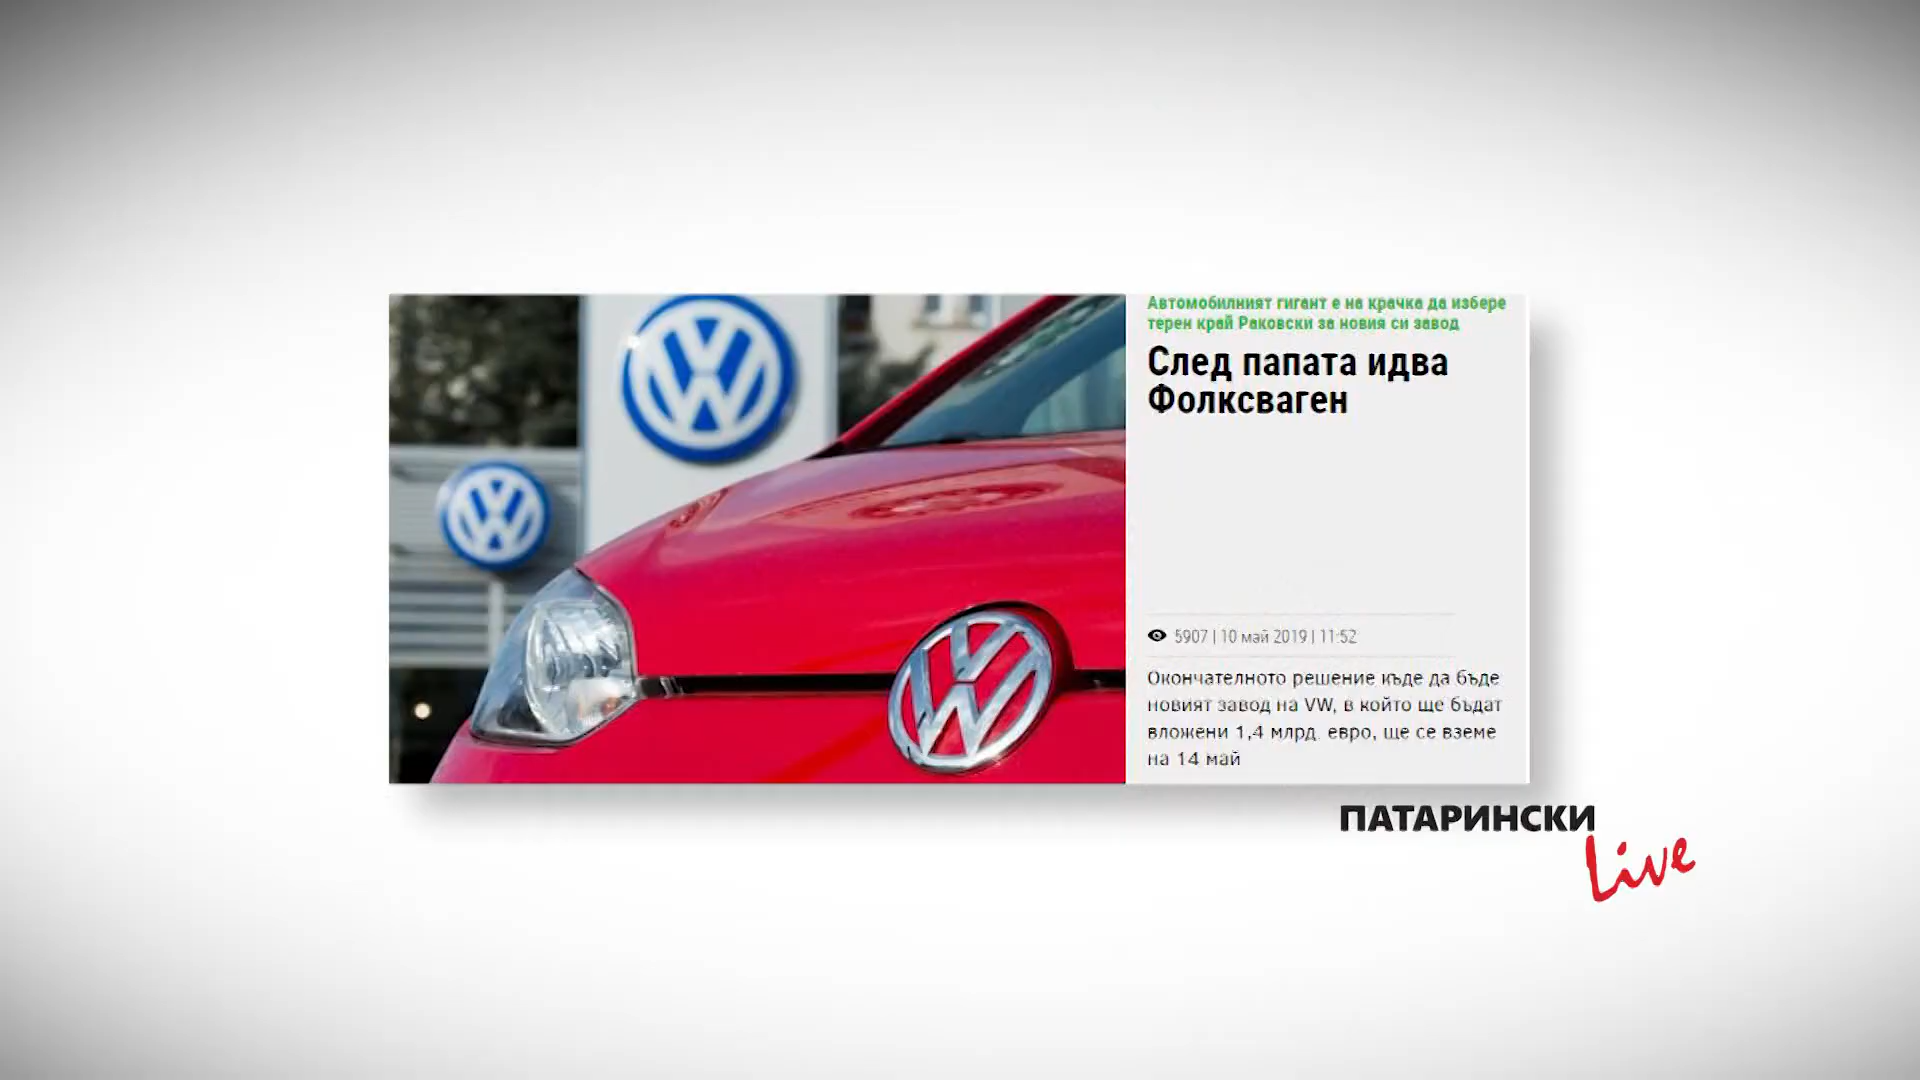 Автомобилният гигант е на крачка да избере
терен край Раковски за новия си завод
След папата идва
Фолксваген
5907 | 10 май 2019 | 11:52
Окончателното решение къде да бъде
новият завод на VW, в който ще бъдат
вложени 1,4 млрд. евро, ще се вземе
на 14 май
ПАТАРИНСКИ
Live